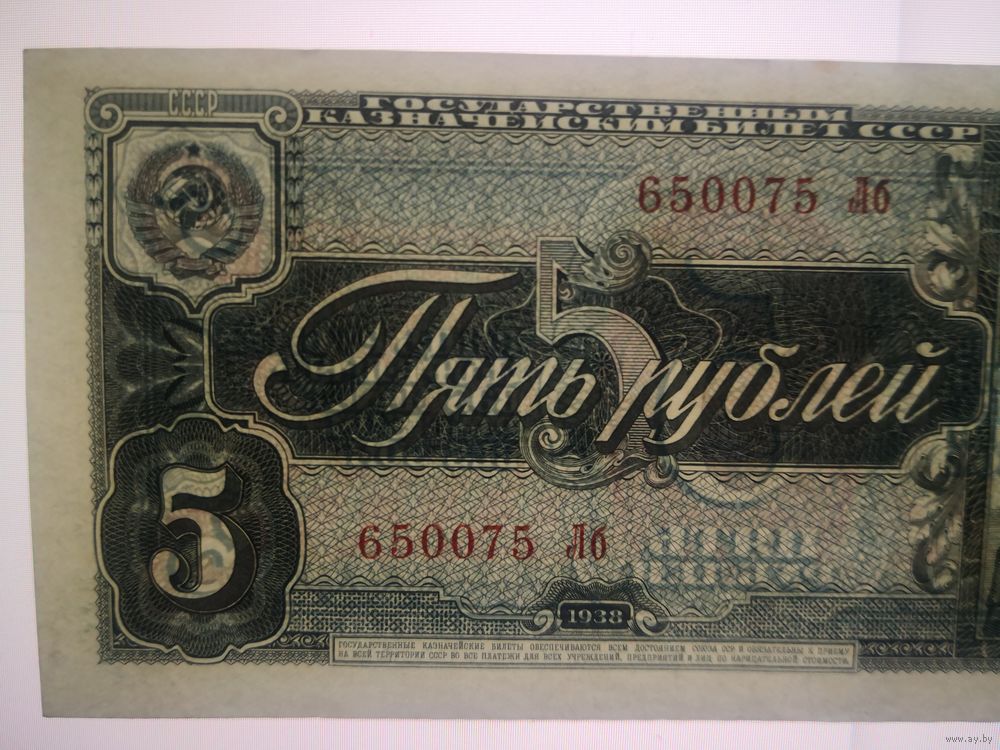 СССР
ГОСУДАРСТВЕННЫЙ
КАЗНАЧЕЙСКИЙ БИЛЕТ СССР
650075 Лб
5
Пять рублей
5
650075 Лб
1938
ГОСУДАРСТВЕННЫЕ КАЗНАЧЕЙСКИЕ БИЛЕТЫ ОБЕСПЕЧИВАЮТСЯ ВСЕМ ДОСТОЯНИЕМ СОЮЗА ССР И ОБЯЗАТЕЛЬНЫ К ПРИЕМУ
НА ВСЕЙ ТЕРРИТОРИИ СССР ВО ВСЕ ПЛАТЕЖИ ДЛЯ ВСЕХ УЧРЕЖДЕНИЙ, ПРЕДПРИЯТИЙ И ЛИЦ ПО НАРИЦАТЕЛЬНОЙ СТОИМОСТИ.
www.ay.by